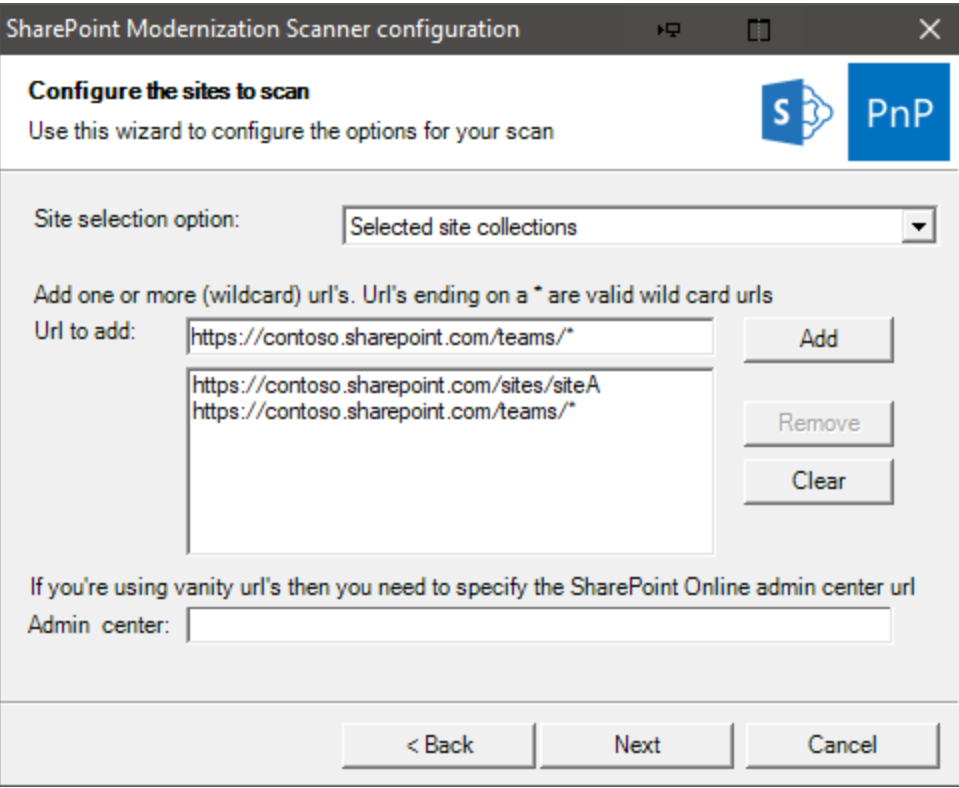 SharePoint Modernization Scanner configuration
Configure the sites to scan
Use this wizard to configure the options for your scan
S
PnP
Site selection option:
Selected site collections
Add one or more (wildcard) url's. Url's ending on a * are valid wild card urls
Url to add:
https://contoso.sharepoint.com/teams/*
Add
https://contoso.sharepoint.com/sites/siteA
https://contoso.sharepoint.com/teams/*
Remove
Clear
If you're using vanity url's then you need to specify the SharePoint Online admin center url
Admin center:
< Back
Next
Cancel